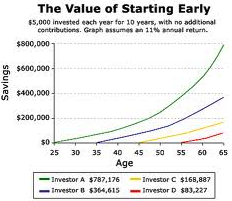 The Value of Starting Early
$5,000 invested each year for 10 years, with no additional
contributions. Graph assumes an 11% annual return.
Savings
$800,000
$600,000
$400,000
$200,000
$0
25 30 35 40 45 50 55 60 65
Age
Investor A $787,176
Investor C $168,887
Investor B $364,615
Investor D $83,227